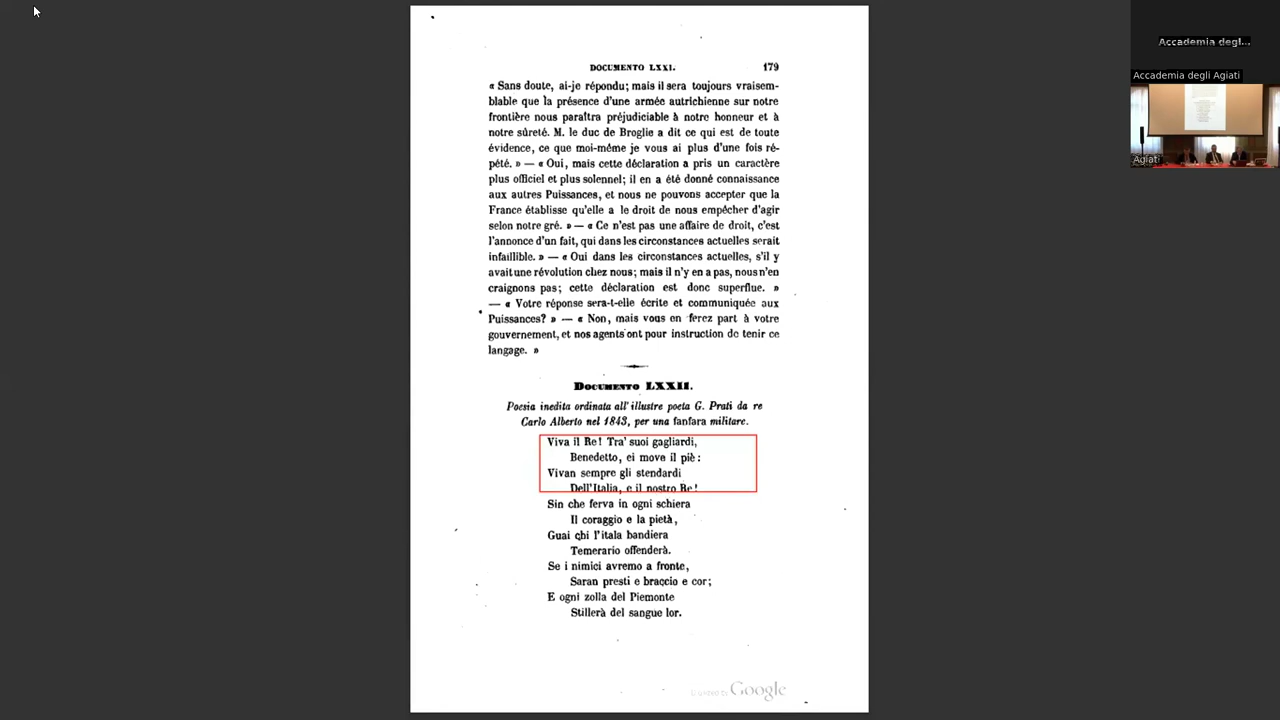 DOCUMENTO LXXI. 179
« Sans doute, ai-je répondu; mais il sera toujours vraisem-
blable que la présence d'une armée autrichienne sur notre
frontière nous paraîtra préjudiciable à notre honneur et à
notre sûreté. M. le duc de Broglie a dit ce qui est de toute
évidence, ce que moi-même je vous ai plus d'une fois ré-
pété. » — « Oui, mais cette déclaration a pris un caractère
plus officiel et plus solennel; il en a été donné connaissance
aux autres Puissances, et nous ne pouvons accepter que la
France établisse qu'elle a le droit de nous empêcher d'agir
selon notre gré. » — « Ce n'est pas une affaire de droit, c'est
l'annonce d'un fait, qui dans les circonstances actuelles serait
infaillible. » — « Oui dans les circonstances actuelles, s'il y
avait une révolution chez nous; mais il n'y en a pas, nous n'en
craignons pas; cette déclaration est donc superflue. »
— « Votre réponse sera-t-elle écrite et communiquée aux
Puissances? » — « Non, mais vous en ferez part à votre
gouvernement, et nos agents ont pour instruction de tenir ce
langage. »
DOCUMENTO LXXII.
Poesia inedita ordinata all'illustre poeta G. Prati da re
Carlo Alberto nel 1843, per una fanfara militare.
Viva il Re! Tra' suoi gagliardi,
Benedetto, ei move il piè:
Vivan sempre gli stendardi
Dell'Italia, e il nostro Re!
Sin che ferva in ogni schiera
Il coraggio e la pietà,
Guai chi l'itala bandiera
Temerario offenderà.
Se i nimici avremo a fronte,
Saran presti e braccio e cor;
E ogni zolla del Piemonte
Stillerà del sangue lor.
Google
Accademia degl...
Accademia degli Agiati
Agiati